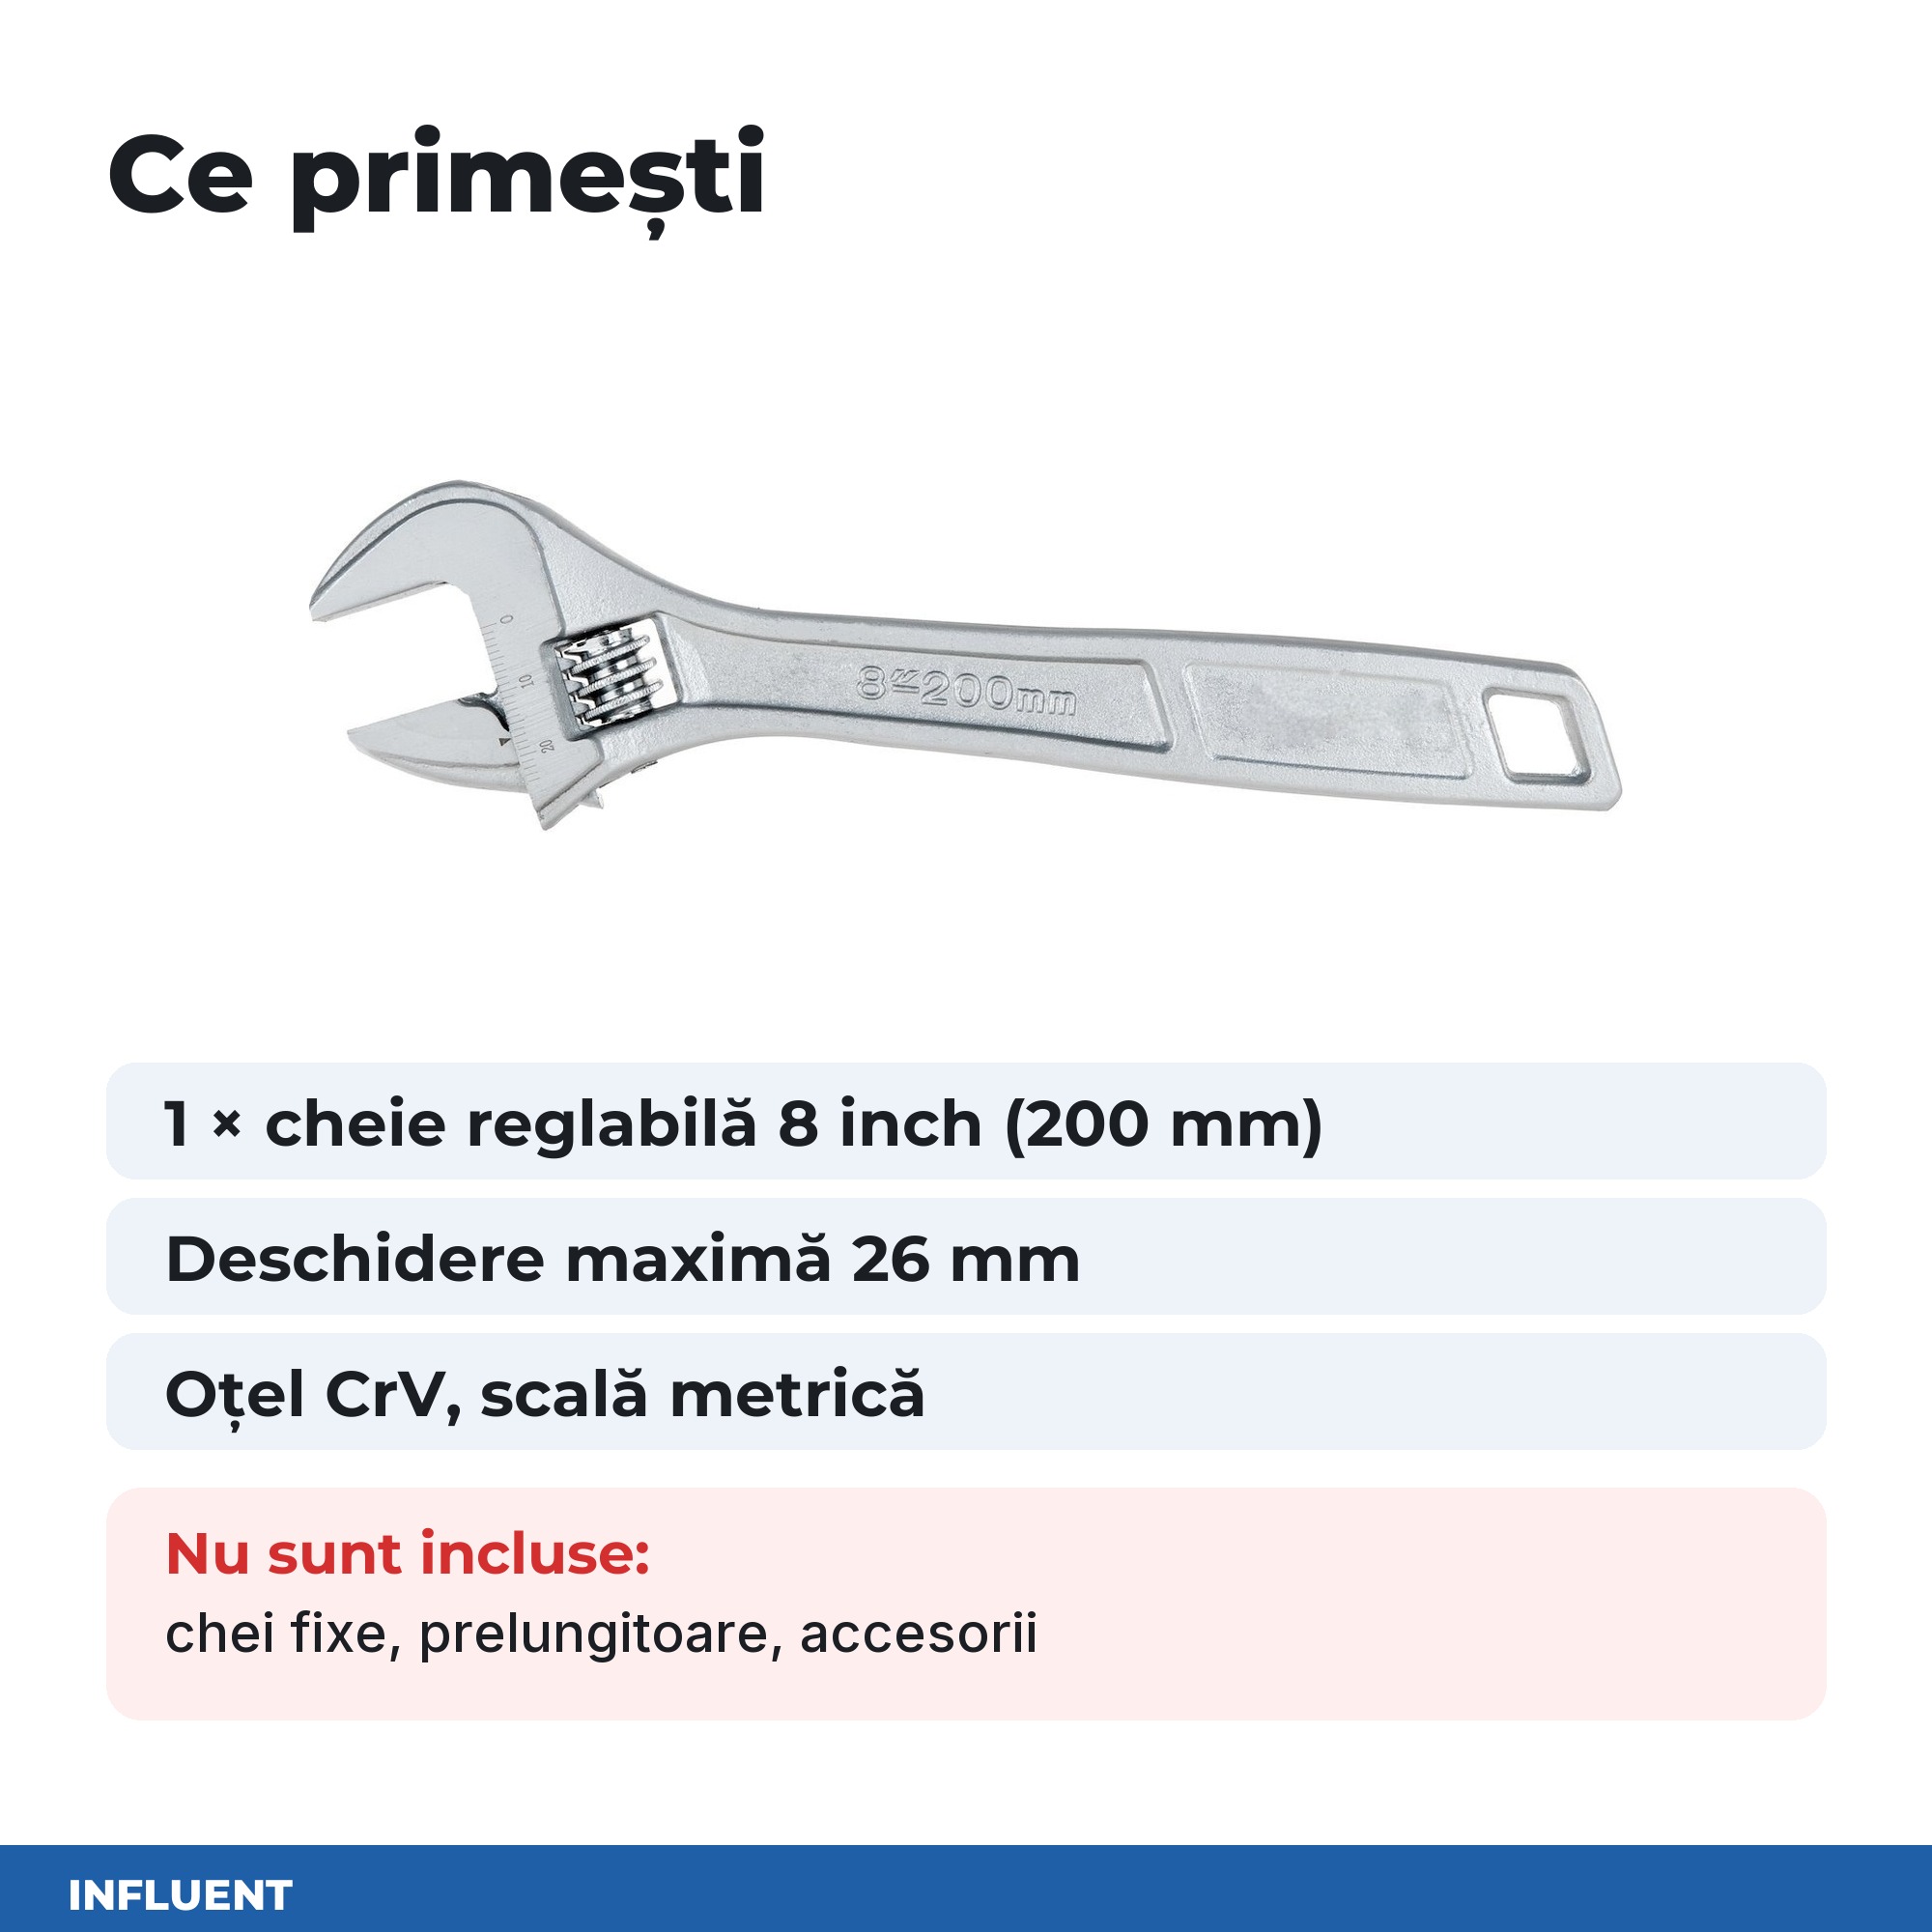 Ce primești
0
10
20
8"-200mm
1 × cheie reglabilă 8 inch (200 mm)
Deschidere maximă 26 mm
Oțel CrV, scală metrică
Nu sunt incluse:
chei fixe, prelungitoare, accesorii
INFLUENT